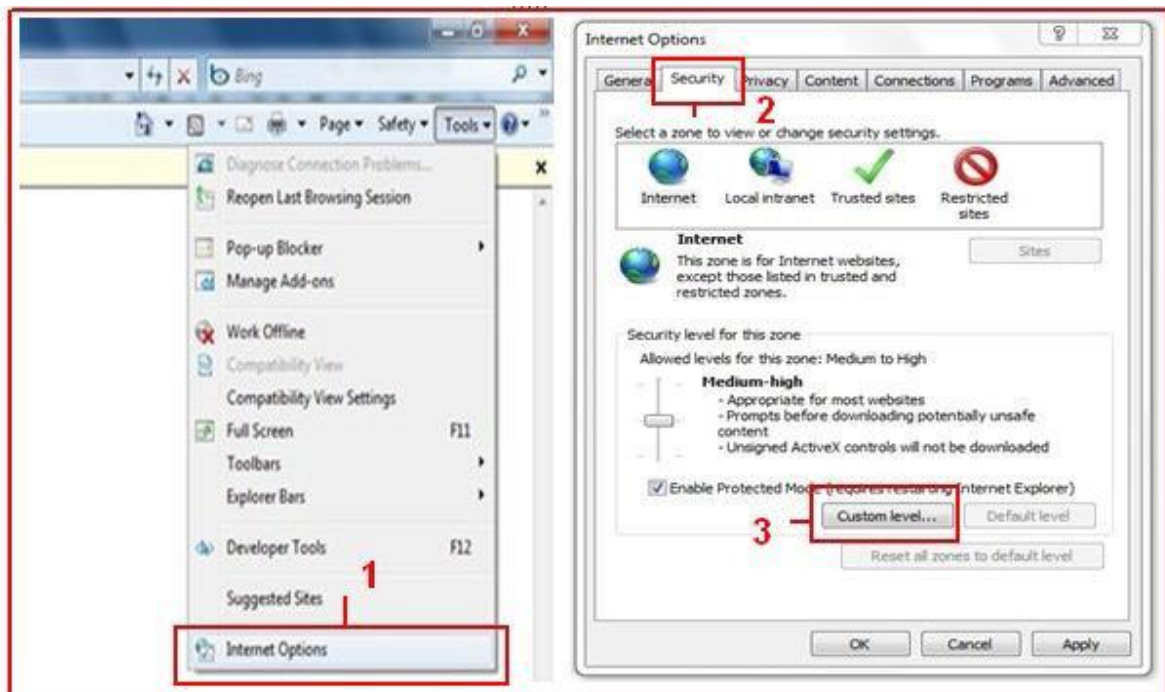 Bing
Page Safety Tools
Diagnose Connection Problems...
Reopen Last Browsing Session
Pop-up Blocker
Manage Add-ons
Work Offline
Compatibility View
Compatibility View Settings
Full Screen F11
Toolbars
Explorer Bars
Developer Tools F12
1
Suggested Sites
Internet Options
Internet Options
General Security Privacy Content Connections Programs Advanced
2
Select a zone to view or change security settings.
Internet Local intranet Trusted sites Restricted
sites
Internet
Sites
This zone is for Internet websites,
except those listed in trusted and
restricted zones.
Security level for this zone
Allowed levels for this zone: Medium to High
Medium-high
- Appropriate for most websites
- Prompts before downloading potentially unsafe
content
- Unsigned ActiveX controls will not be downloaded
Enable Protected Mode (requires restarting Internet Explorer)
3
Custom level... Default level
Reset all zones to default level
OK Cancel Apply